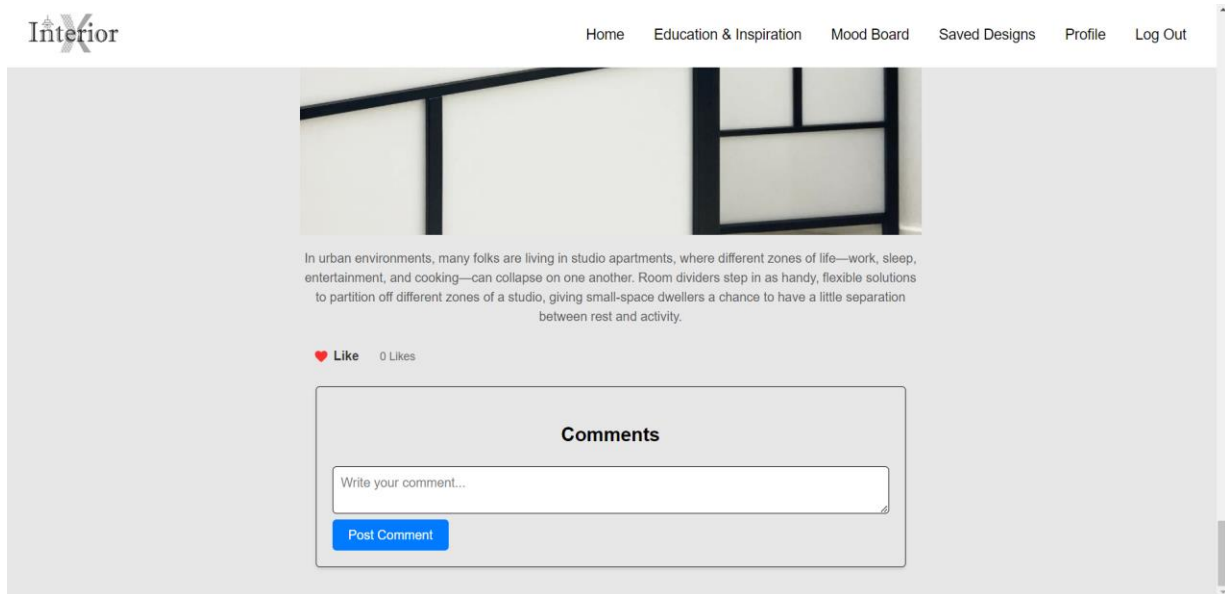 Interior X
Home Education & Inspiration Mood Board Saved Designs Profile Log Out
In urban environments, many folks are living in studio apartments, where different zones of life—work, sleep,
entertainment, and cooking—can collapse on one another. Room dividers step in as handy, flexible solutions
to partition off different zones of a studio, giving small-space dwellers a chance to have a little separation
between rest and activity.
Like 0 Likes
Comments
Write your comment...
Post Comment